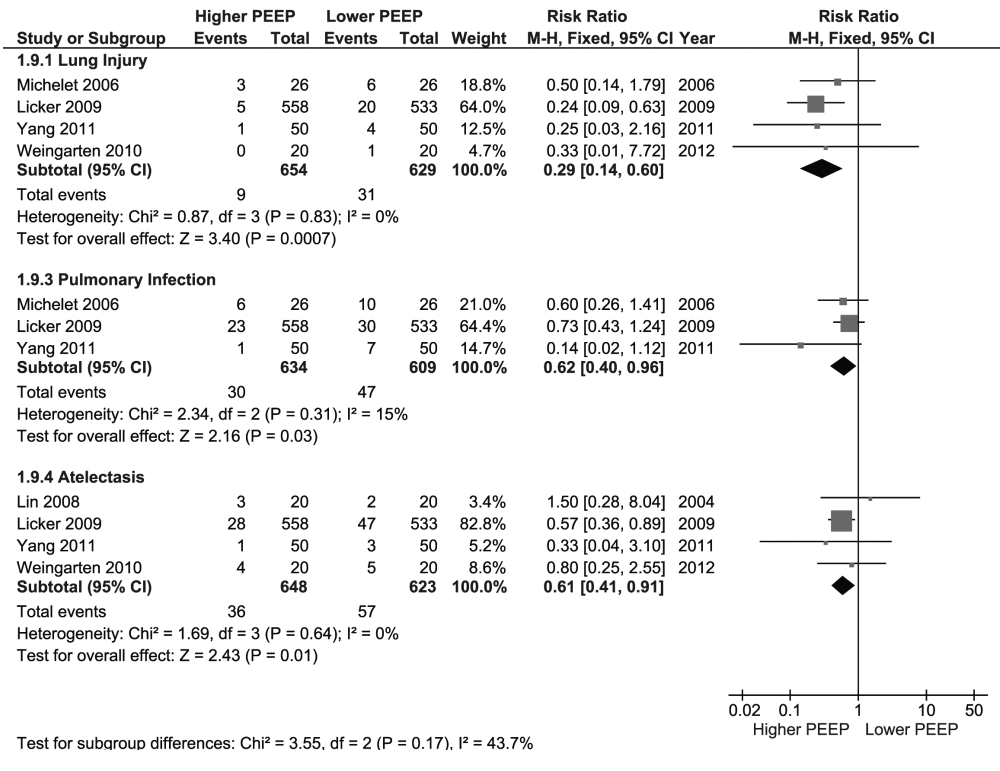 Higher PEEP Lower PEEP Risk Ratio Risk Ratio
Study or Subgroup Events Total Events Total Weight M-H, Fixed, 95% CI Year M-H, Fixed, 95% CI
1.9.1 Lung Injury
Michelet 2006 3 26 6 26 18.8% 0.50 [0.14, 1.79] 2006
Licker 2009 5 558 20 533 64.0% 0.24 [0.09, 0.63] 2009
Yang 2011 1 50 4 50 12.5% 0.25 [0.03, 2.16] 2011
Weingarten 2010 0 20 1 20 4.7% 0.33 [0.01, 7.72] 2012
Subtotal (95% CI) 654 629 100.0% 0.29 [0.14, 0.60]
Total events 9 31
Heterogeneity: Chi² = 0.87, df = 3 (P = 0.83); I² = 0%
Test for overall effect: Z = 3.40 (P = 0.0007)
1.9.3 Pulmonary Infection
Michelet 2006 6 26 10 26 21.0% 0.60 [0.26, 1.41] 2006
Licker 2009 23 558 30 533 64.4% 0.73 [0.43, 1.24] 2009
Yang 2011 1 50 7 50 14.7% 0.14 [0.02, 1.12] 2011
Subtotal (95% CI) 634 609 100.0% 0.62 [0.40, 0.96]
Total events 30 47
Heterogeneity: Chi² = 2.34, df = 2 (P = 0.31); I² = 15%
Test for overall effect: Z = 2.16 (P = 0.03)
1.9.4 Atelectasis
Lin 2008 3 20 2 20 3.4% 1.50 [0.28, 8.04] 2004
Licker 2009 28 558 47 533 82.8% 0.57 [0.36, 0.89] 2009
Yang 2011 1 50 3 50 5.2% 0.33 [0.04, 3.10] 2011
Weingarten 2010 4 20 5 20 8.6% 0.80 [0.25, 2.55] 2012
Subtotal (95% CI) 648 623 100.0% 0.61 [0.41, 0.91]
Total events 36 57
Heterogeneity: Chi² = 1.69, df = 3 (P = 0.64); I² = 0%
Test for overall effect: Z = 2.43 (P = 0.01)
0.02 0.1 1 10 50
Higher PEEP Lower PEEP
Test for subgroup differences: Chi² = 3.55, df = 2 (P = 0.17), I² = 43.7%